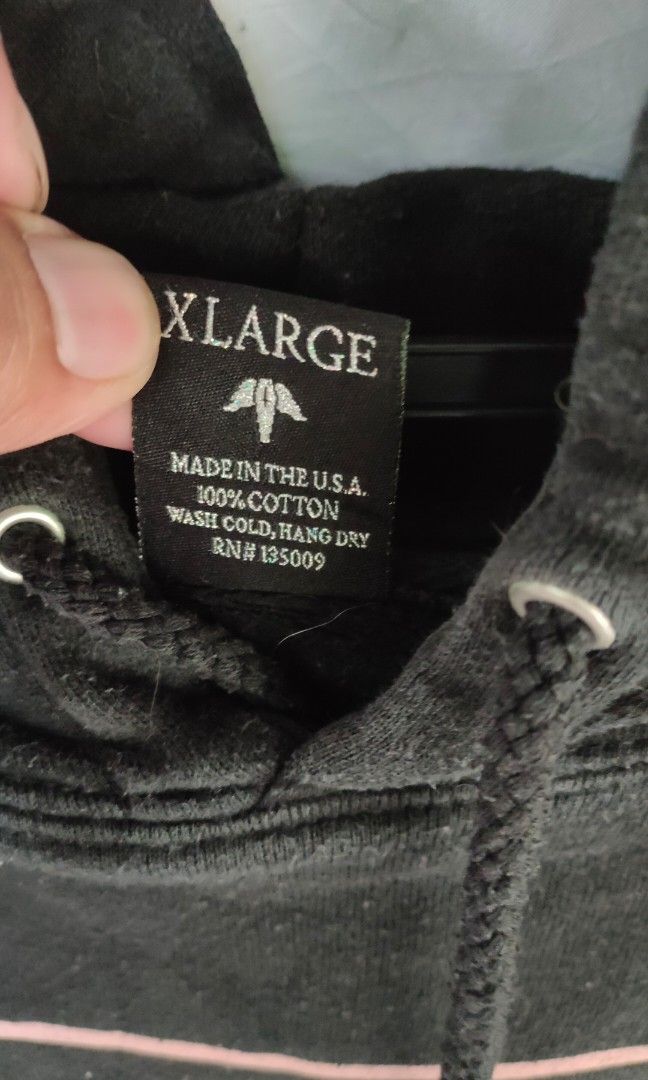 XLARGE
MADE IN THE U.S.A.
100% COTTON
WASH COLD, HANG DRY
RN# 135009